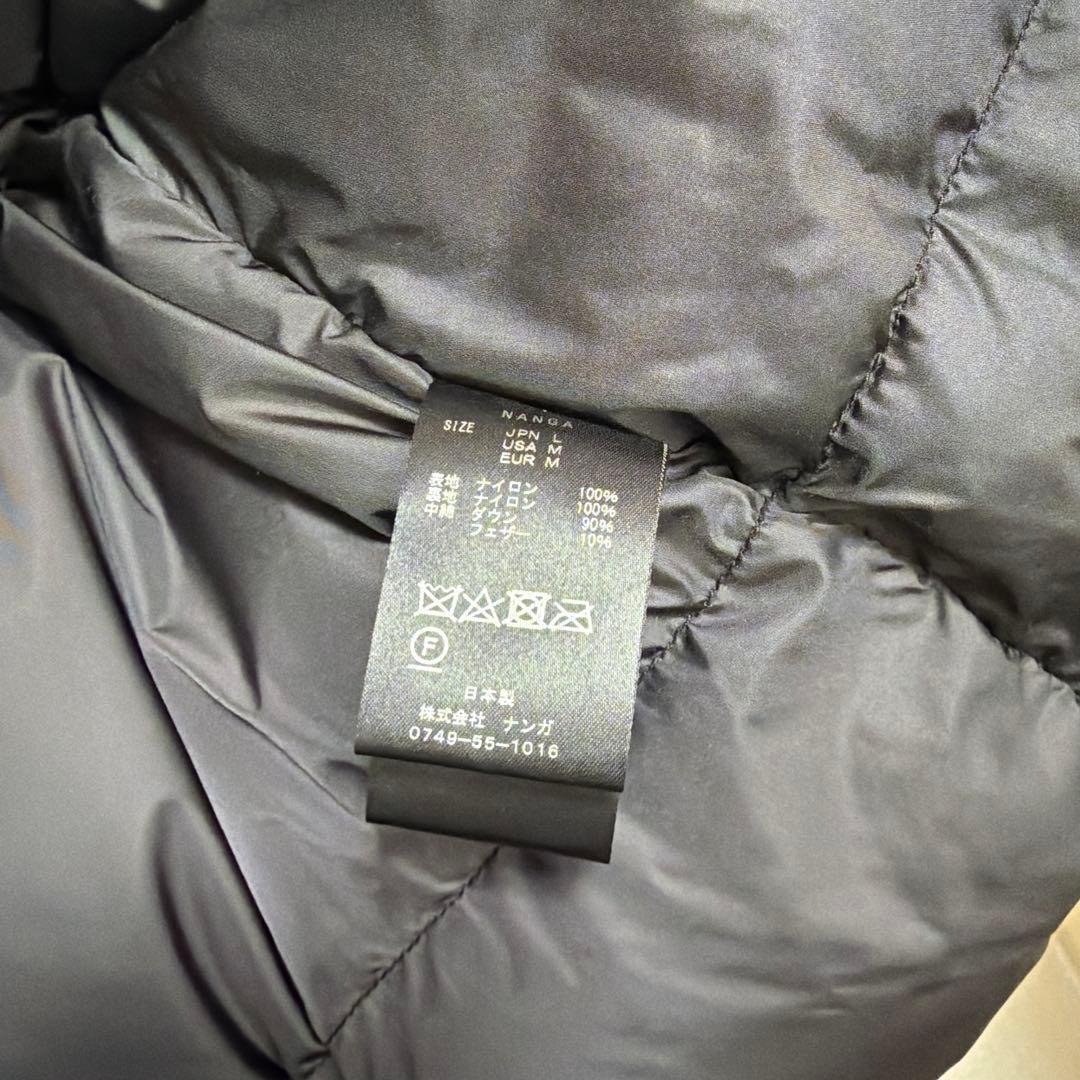 NANGA
SIZE JPN L
USA M
EUR M
表地 ナイロン 100%
裏地 ナイロン 100%
中綿 ダウン 90%
フェザー 10%
F
日本製
株式会社 ナンガ
0749-55-1016